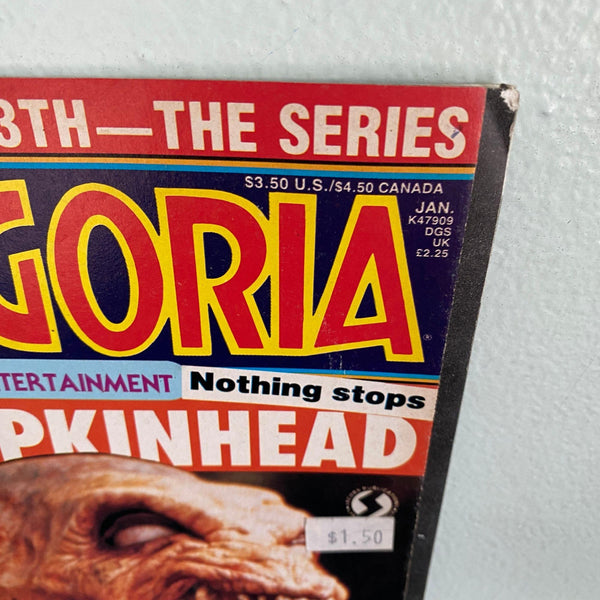 3TH—THE SERIES
$3.50 U.S./$4.50 CANADA
JAN.
K47909
DGS
UK
£2.25
GORIA
TERTAINMENT
Nothing stops
PKINHEAD
$1.50